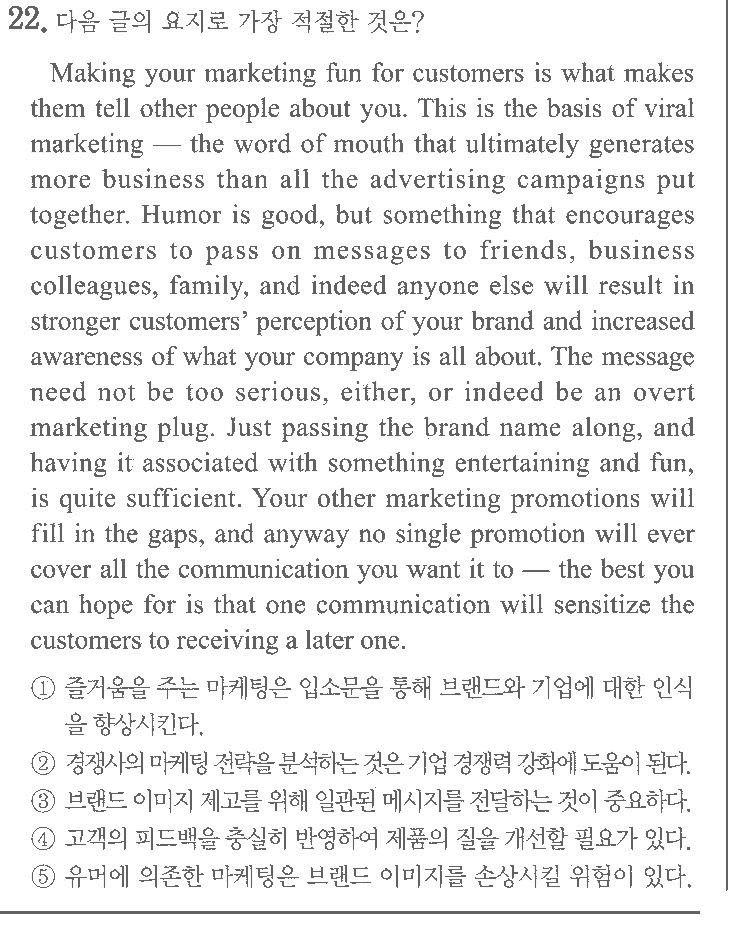 22. 다음 글의 요지로 가장 적절한 것은?
Making your marketing fun for customers is what makes
them tell other people about you. This is the basis of viral
marketing — the word of mouth that ultimately generates
more business than all the advertising campaigns put
together. Humor is good, but something that encourages
customers to pass on messages to friends, business
colleagues, family, and indeed anyone else will result in
stronger customers’ perception of your brand and increased
awareness of what your company is all about. The message
need not be too serious, either, or indeed be an overt
marketing plug. Just passing the brand name along, and
having it associated with something entertaining and fun,
is quite sufficient. Your other marketing promotions will
fill in the gaps, and anyway no single promotion will ever
cover all the communication you want it to — the best you
can hope for is that one communication will sensitize the
customers to receiving a later one.
① 즐거움을 주는 마케팅은 입소문을 통해 브랜드와 기업에 대한 인식
을 향상시킨다.
② 경쟁사의 마케팅 전략을 분석하는 것은 기업 경쟁력 강화에 도움이 된다.
③ 브랜드 이미지 제고를 위해 일관된 메시지를 전달하는 것이 중요하다.
④ 고객의 피드백을 충실히 반영하여 제품의 질을 개선할 필요가 있다.
⑤ 유머에 의존한 마케팅은 브랜드 이미지를 손상시킬 위험이 있다.